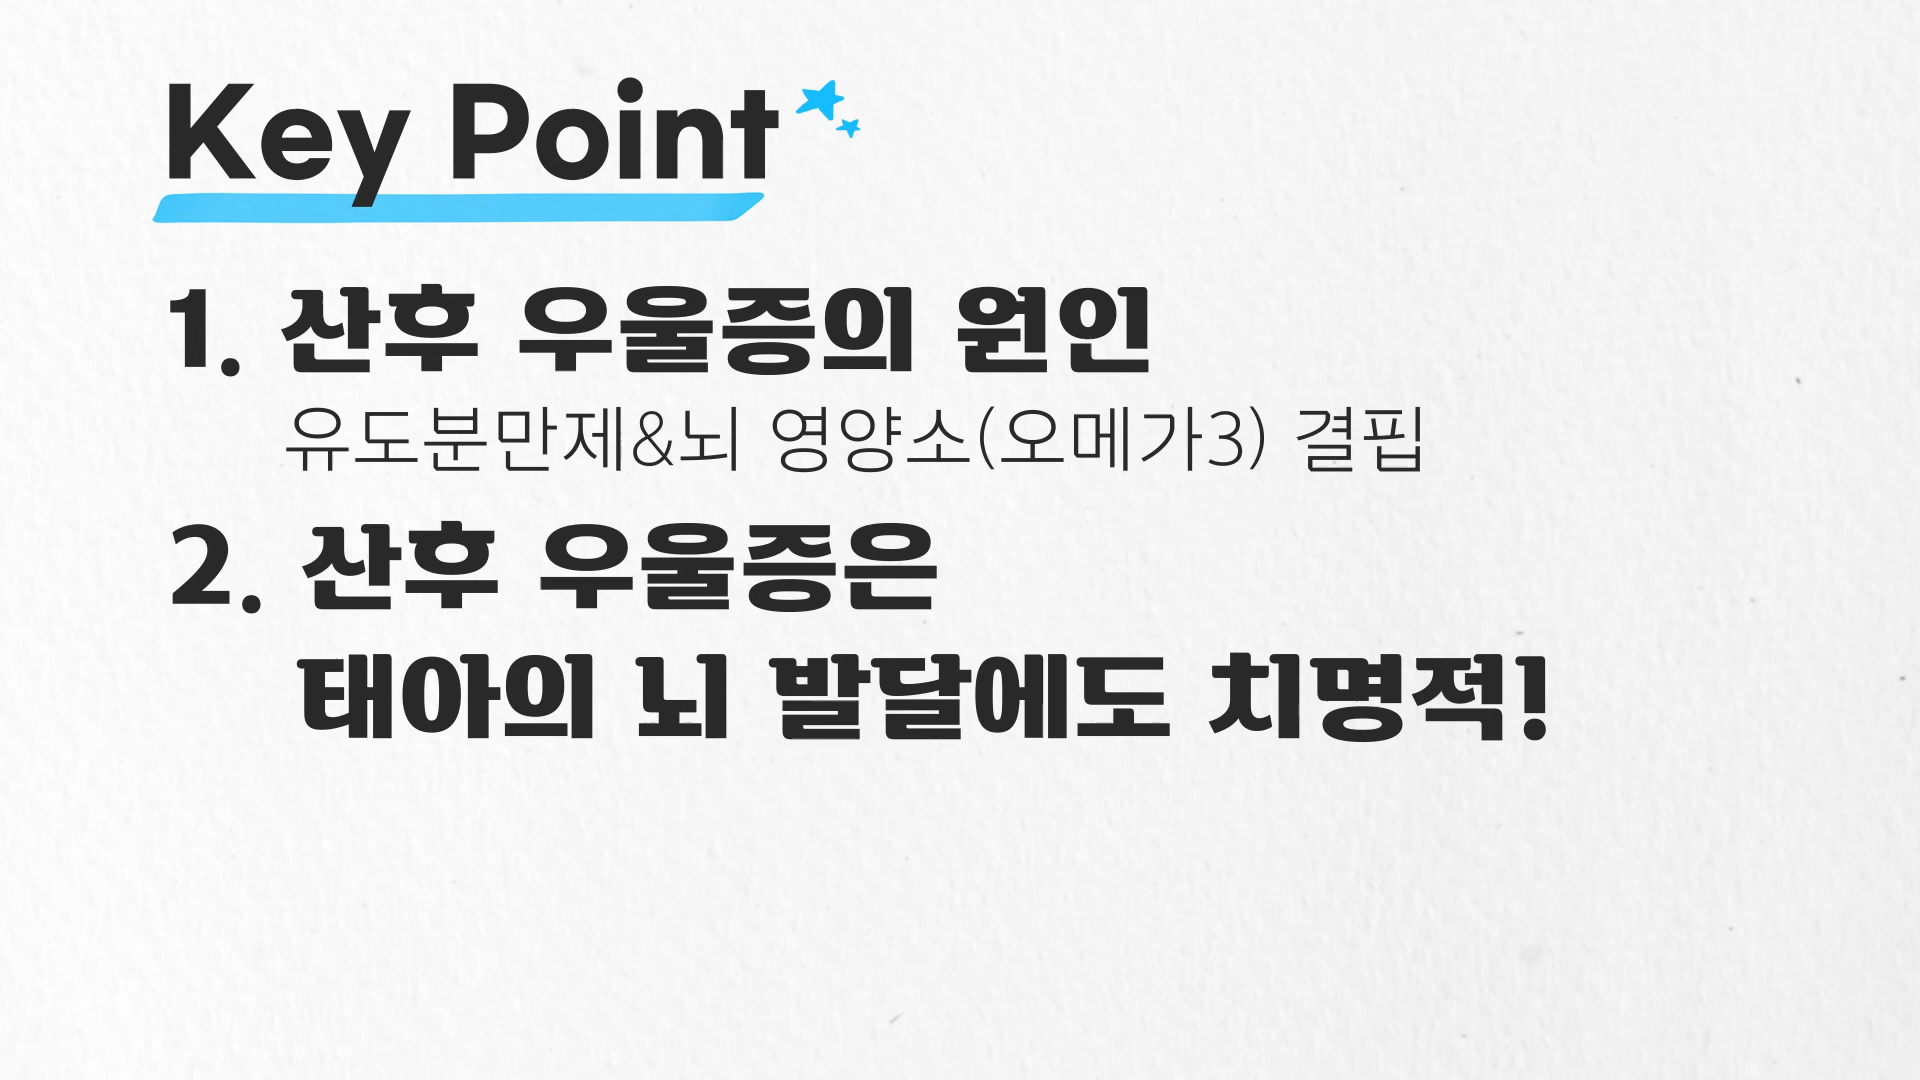 Key Point
1. 산후 우울증의 원인
유도분만제&뇌 영양소(오메가3) 결핍
2. 산후 우울증은
태아의 뇌 발달에도 치명적!